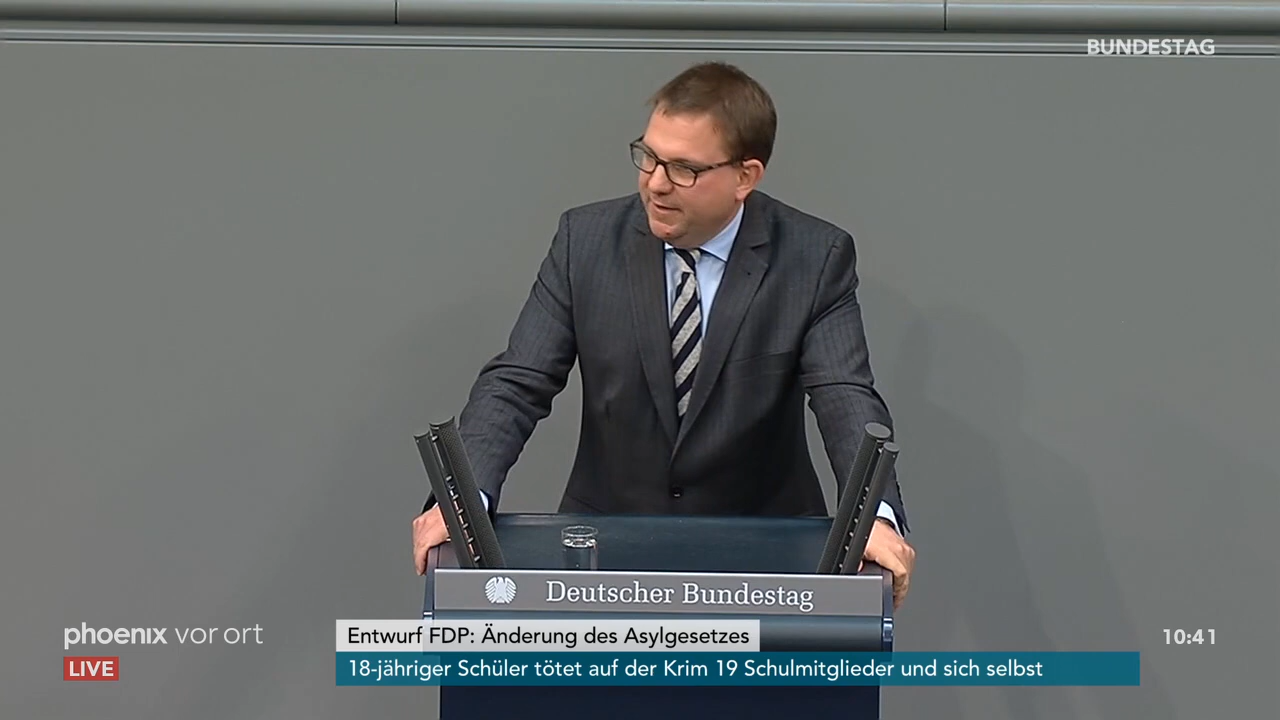 BUNDESTAG
Deutscher Bundestag
phoenix vor ort
10:41
Entwurf FDP: Änderung des Asylgesetzes
LIVE
18-jähriger Schüler tötet auf der Krim 19 Schulmitglieder und sich selbst